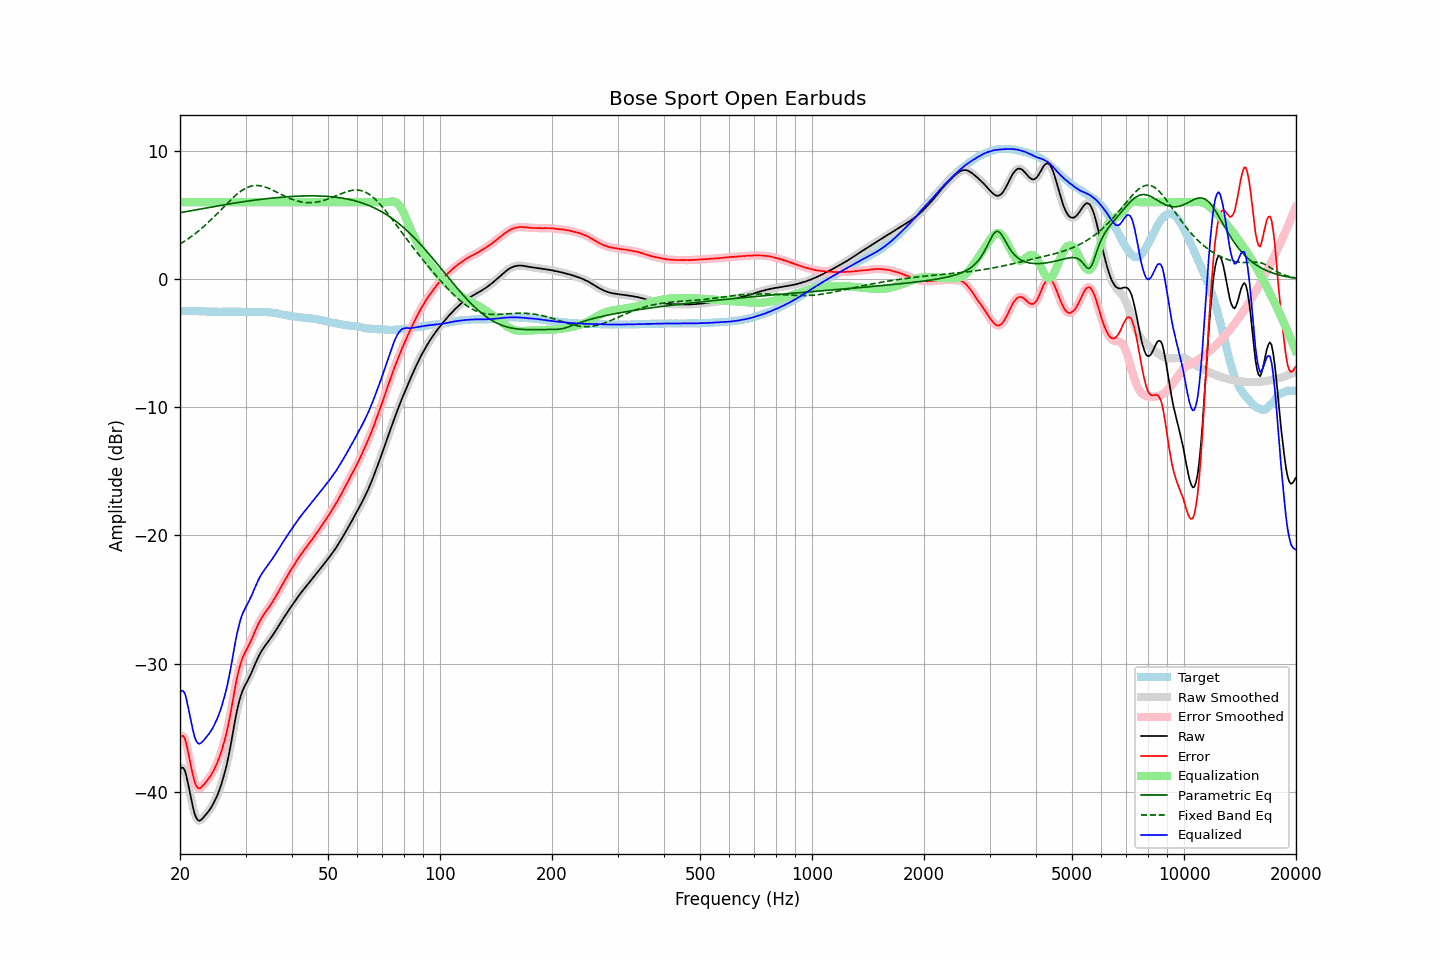 Bose Sport Open Earbuds
Amplitude (dBr)
10
0
−10
−20
−30
−40
20
50
100
200
500
1000
2000
5000
10000
20000
Frequency (Hz)
Target
Raw Smoothed
Error Smoothed
Raw
Error
Equalization
Parametric Eq
Fixed Band Eq
Equalized